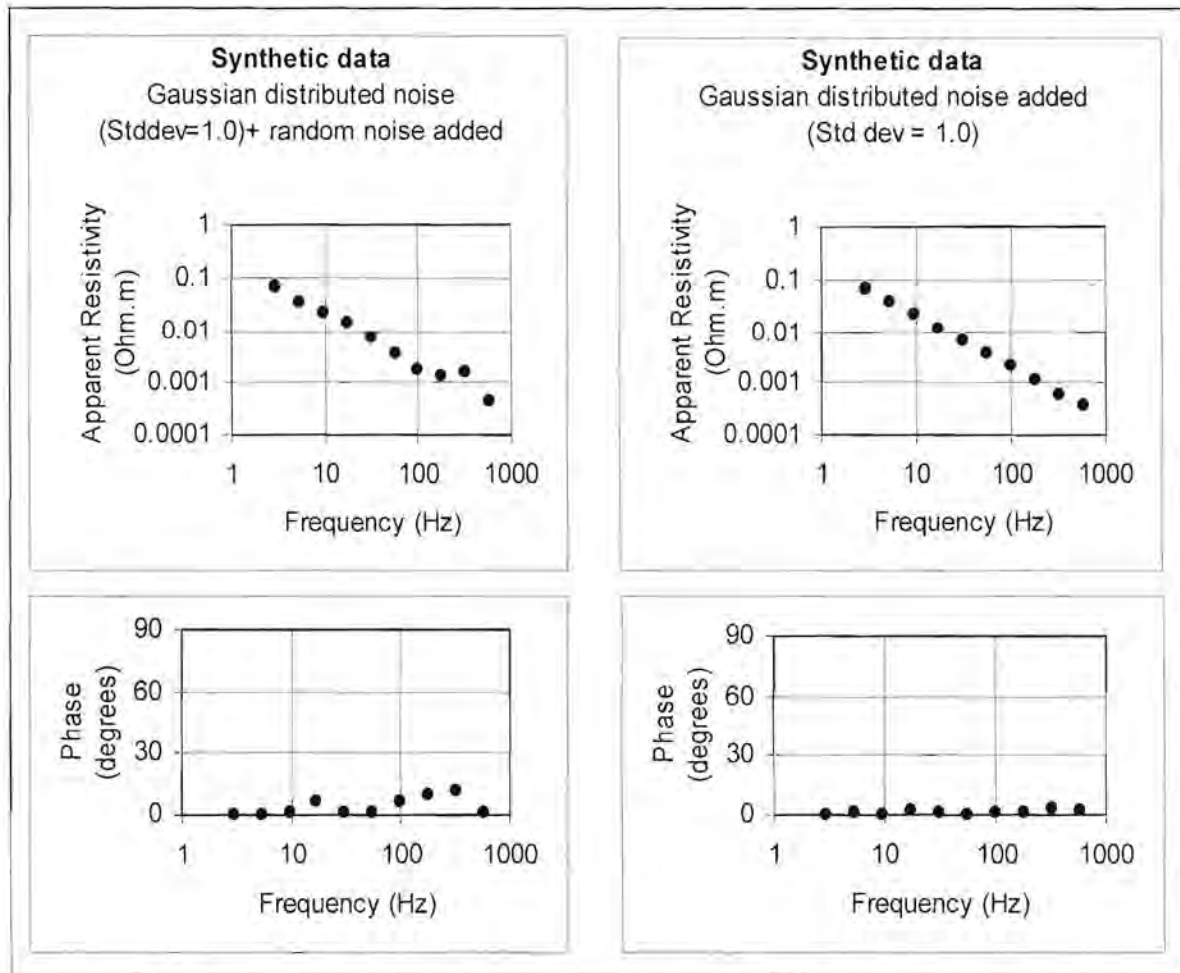 Synthetic data
Gaussian distributed noise
(Stddev=1.0)+ random noise added
Apparent Resistivity
(Ohm.m)
1
0.1
0.01
0.001
0.0001
1 10 100 1000
Frequency (Hz)
Synthetic data
Gaussian distributed noise added
(Std dev = 1.0)
Apparent Resistivity
(Ohm.m)
1
0.1
0.01
0.001
0.0001
1 10 100 1000
Frequency (Hz)
Phase
(degrees)
90
60
30
0
1 10 100 1000
Frequency (Hz)
Phase
(degrees)
90
60
30
0
1 10 100 1000
Frequency (Hz)